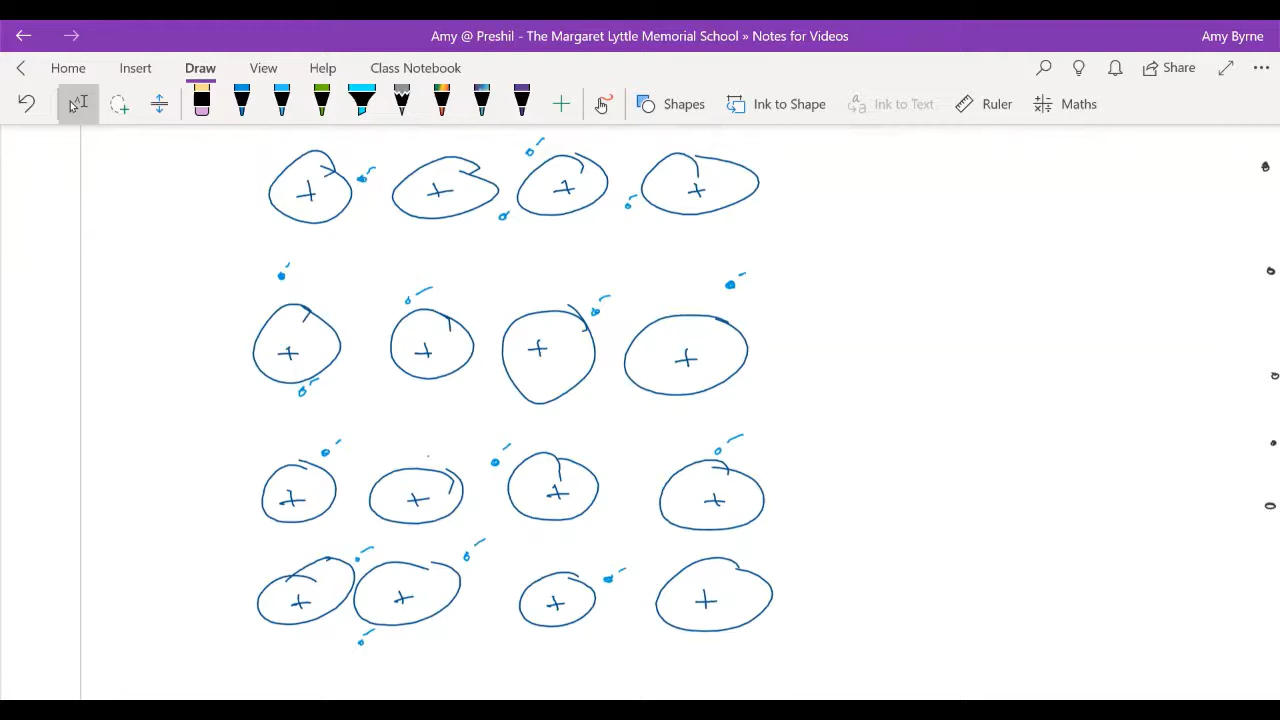 Amy @ Preshil - The Margaret Lyttle Memorial School » Notes for Videos
Amy Byrne
Home Insert Draw View Help Class Notebook
Share
Shapes Ink to Shape Ink to Text Ruler Maths
+ + + +
+ + + +
+ + + +
+ + + +